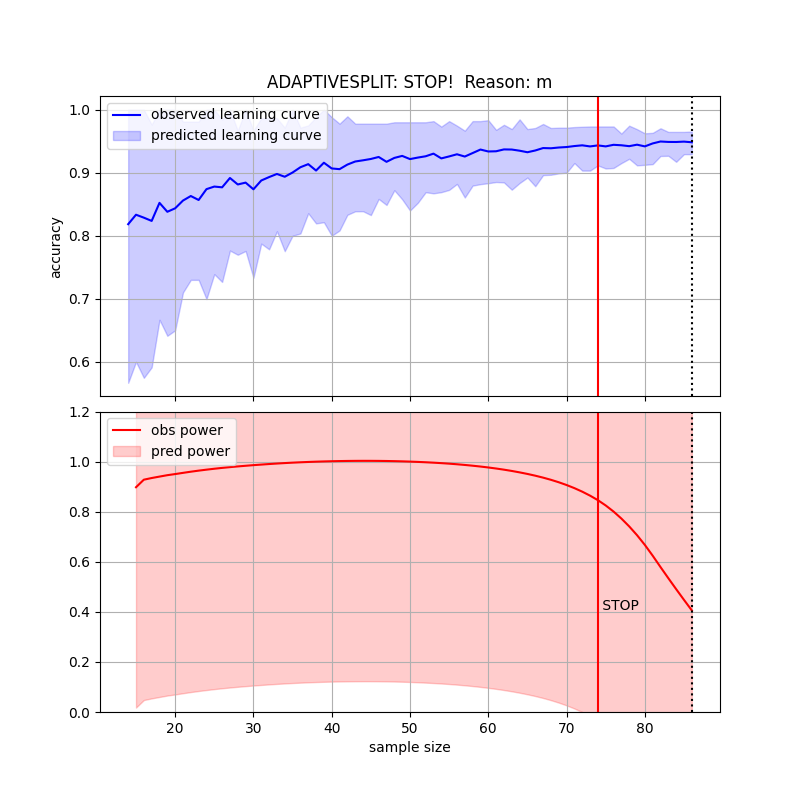 ADAPTIVESPLIT: STOP!  Reason: m
observed learning curve
predicted learning curve
accuracy
1.0
0.9
0.8
0.7
0.6
obs power
pred power
1.2
1.0
0.8
0.6
0.4
0.2
0.0
STOP
20 30 40 50 60 70 80
sample size